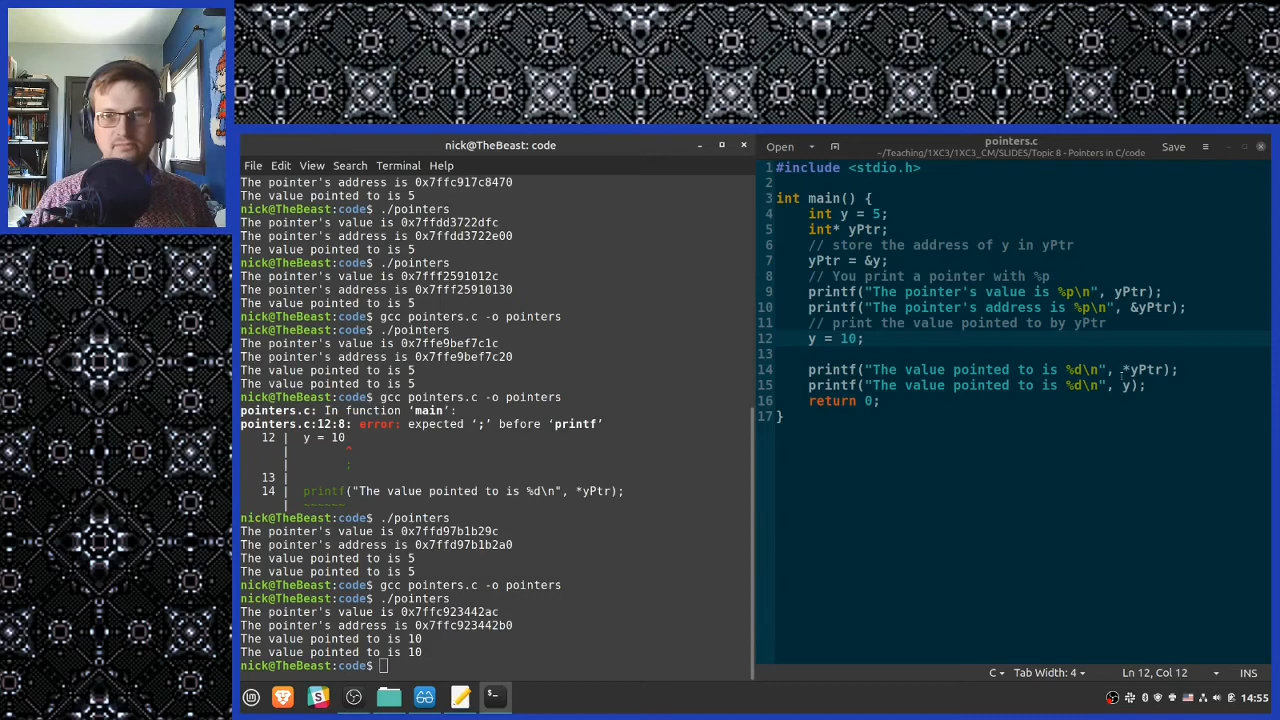 nick@TheBeast: code
File Edit View Search Terminal Help
The pointer's address is 0x7ffc917c8470
The value pointed to is 5
nick@TheBeast:code$ ./pointers
The pointer's value is 0x7ffdd3722dfc
The pointer's address is 0x7ffdd3722e00
The value pointed to is 5
nick@TheBeast:code$ ./pointers
The pointer's value is 0x7fff2591012c
The pointer's address is 0x7fff25910130
The value pointed to is 5
nick@TheBeast:code$ gcc pointers.c -o pointers
nick@TheBeast:code$ ./pointers
The pointer's value is 0x7ffe9bef7c1c
The pointer's address is 0x7ffe9bef7c20
The value pointed to is 5
The value pointed to is 5
nick@TheBeast:code$ gcc pointers.c -o pointers
pointers.c: In function ‘main’:
pointers.c:12:8: error: expected ‘;’ before ‘printf’
12 | y = 10
| ^
| ;
13 |
14 | printf("The value pointed to is %d\n", *yPtr);
| ~~~~~~
nick@TheBeast:code$ ./pointers
The pointer's value is 0x7ffd97b1b29c
The pointer's address is 0x7ffd97b1b2a0
The value pointed to is 5
The value pointed to is 5
nick@TheBeast:code$ gcc pointers.c -o pointers
nick@TheBeast:code$ ./pointers
The pointer's value is 0x7ffc923442ac
The pointer's address is 0x7ffc923442b0
The value pointed to is 10
The value pointed to is 10
nick@TheBeast:code$
Open pointers.c Save
~/Teaching/1XC3/1XC3_CM/SLIDES/Topic 8 - Pointers in C/code
1 #include <stdio.h>
2
3 int main() {
4 int y = 5;
5 int* yPtr;
6 // store the address of y in yPtr
7 yPtr = &y;
8 // You print a pointer with %p
9 printf("The pointer's value is %p\n", yPtr);
10 printf("The pointer's address is %p\n", &yPtr);
11 // print the value pointed to by yPtr
12 y = 10;
13
14 printf("The value pointed to is %d\n", *yPtr);
15 printf("The value pointed to is %d\n", y);
16 return 0;
17 }
C Tab Width: 4 Ln 12, Col 12 INS
14:55